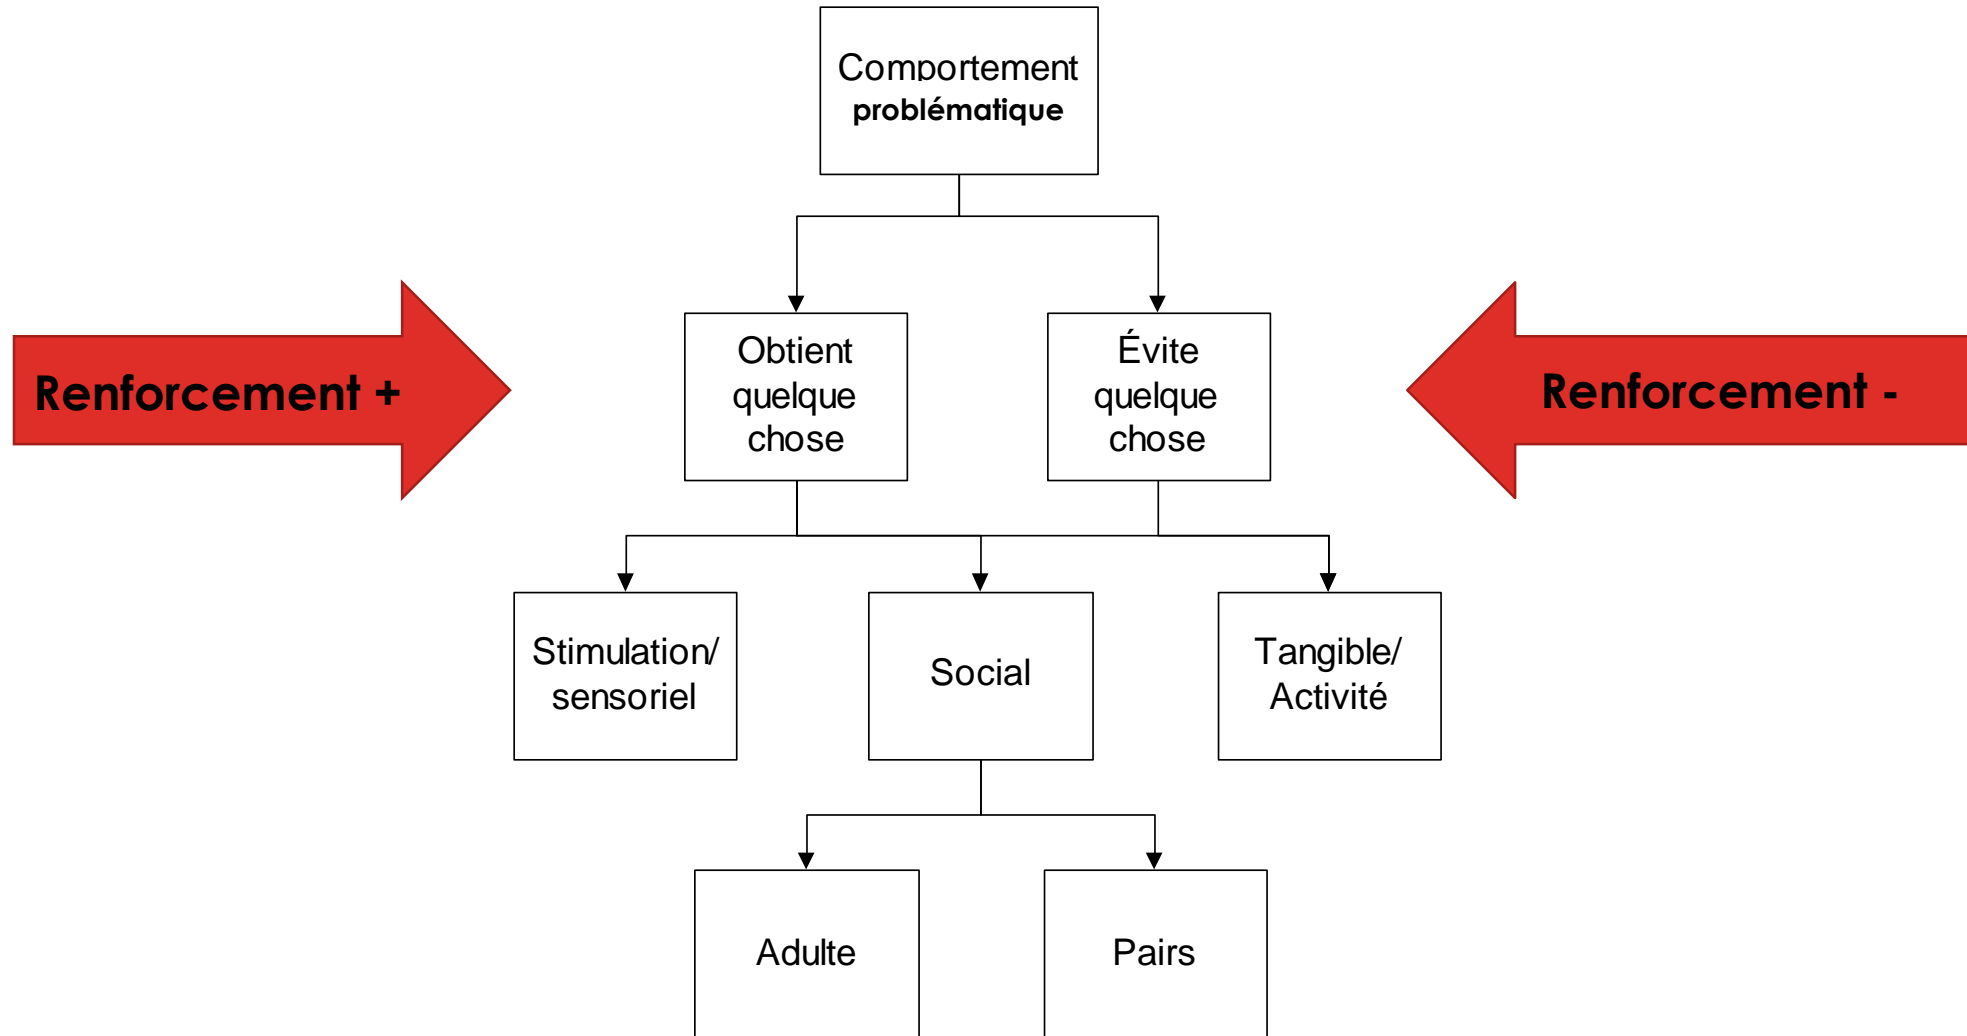 Comportement
problématique
Renforcement +
Obtient
quelque
chose
Évite
quelque
chose
Renforcement -
Stimulation/
sensoriel
Social
Tangible/
Activité
Adulte
Pairs